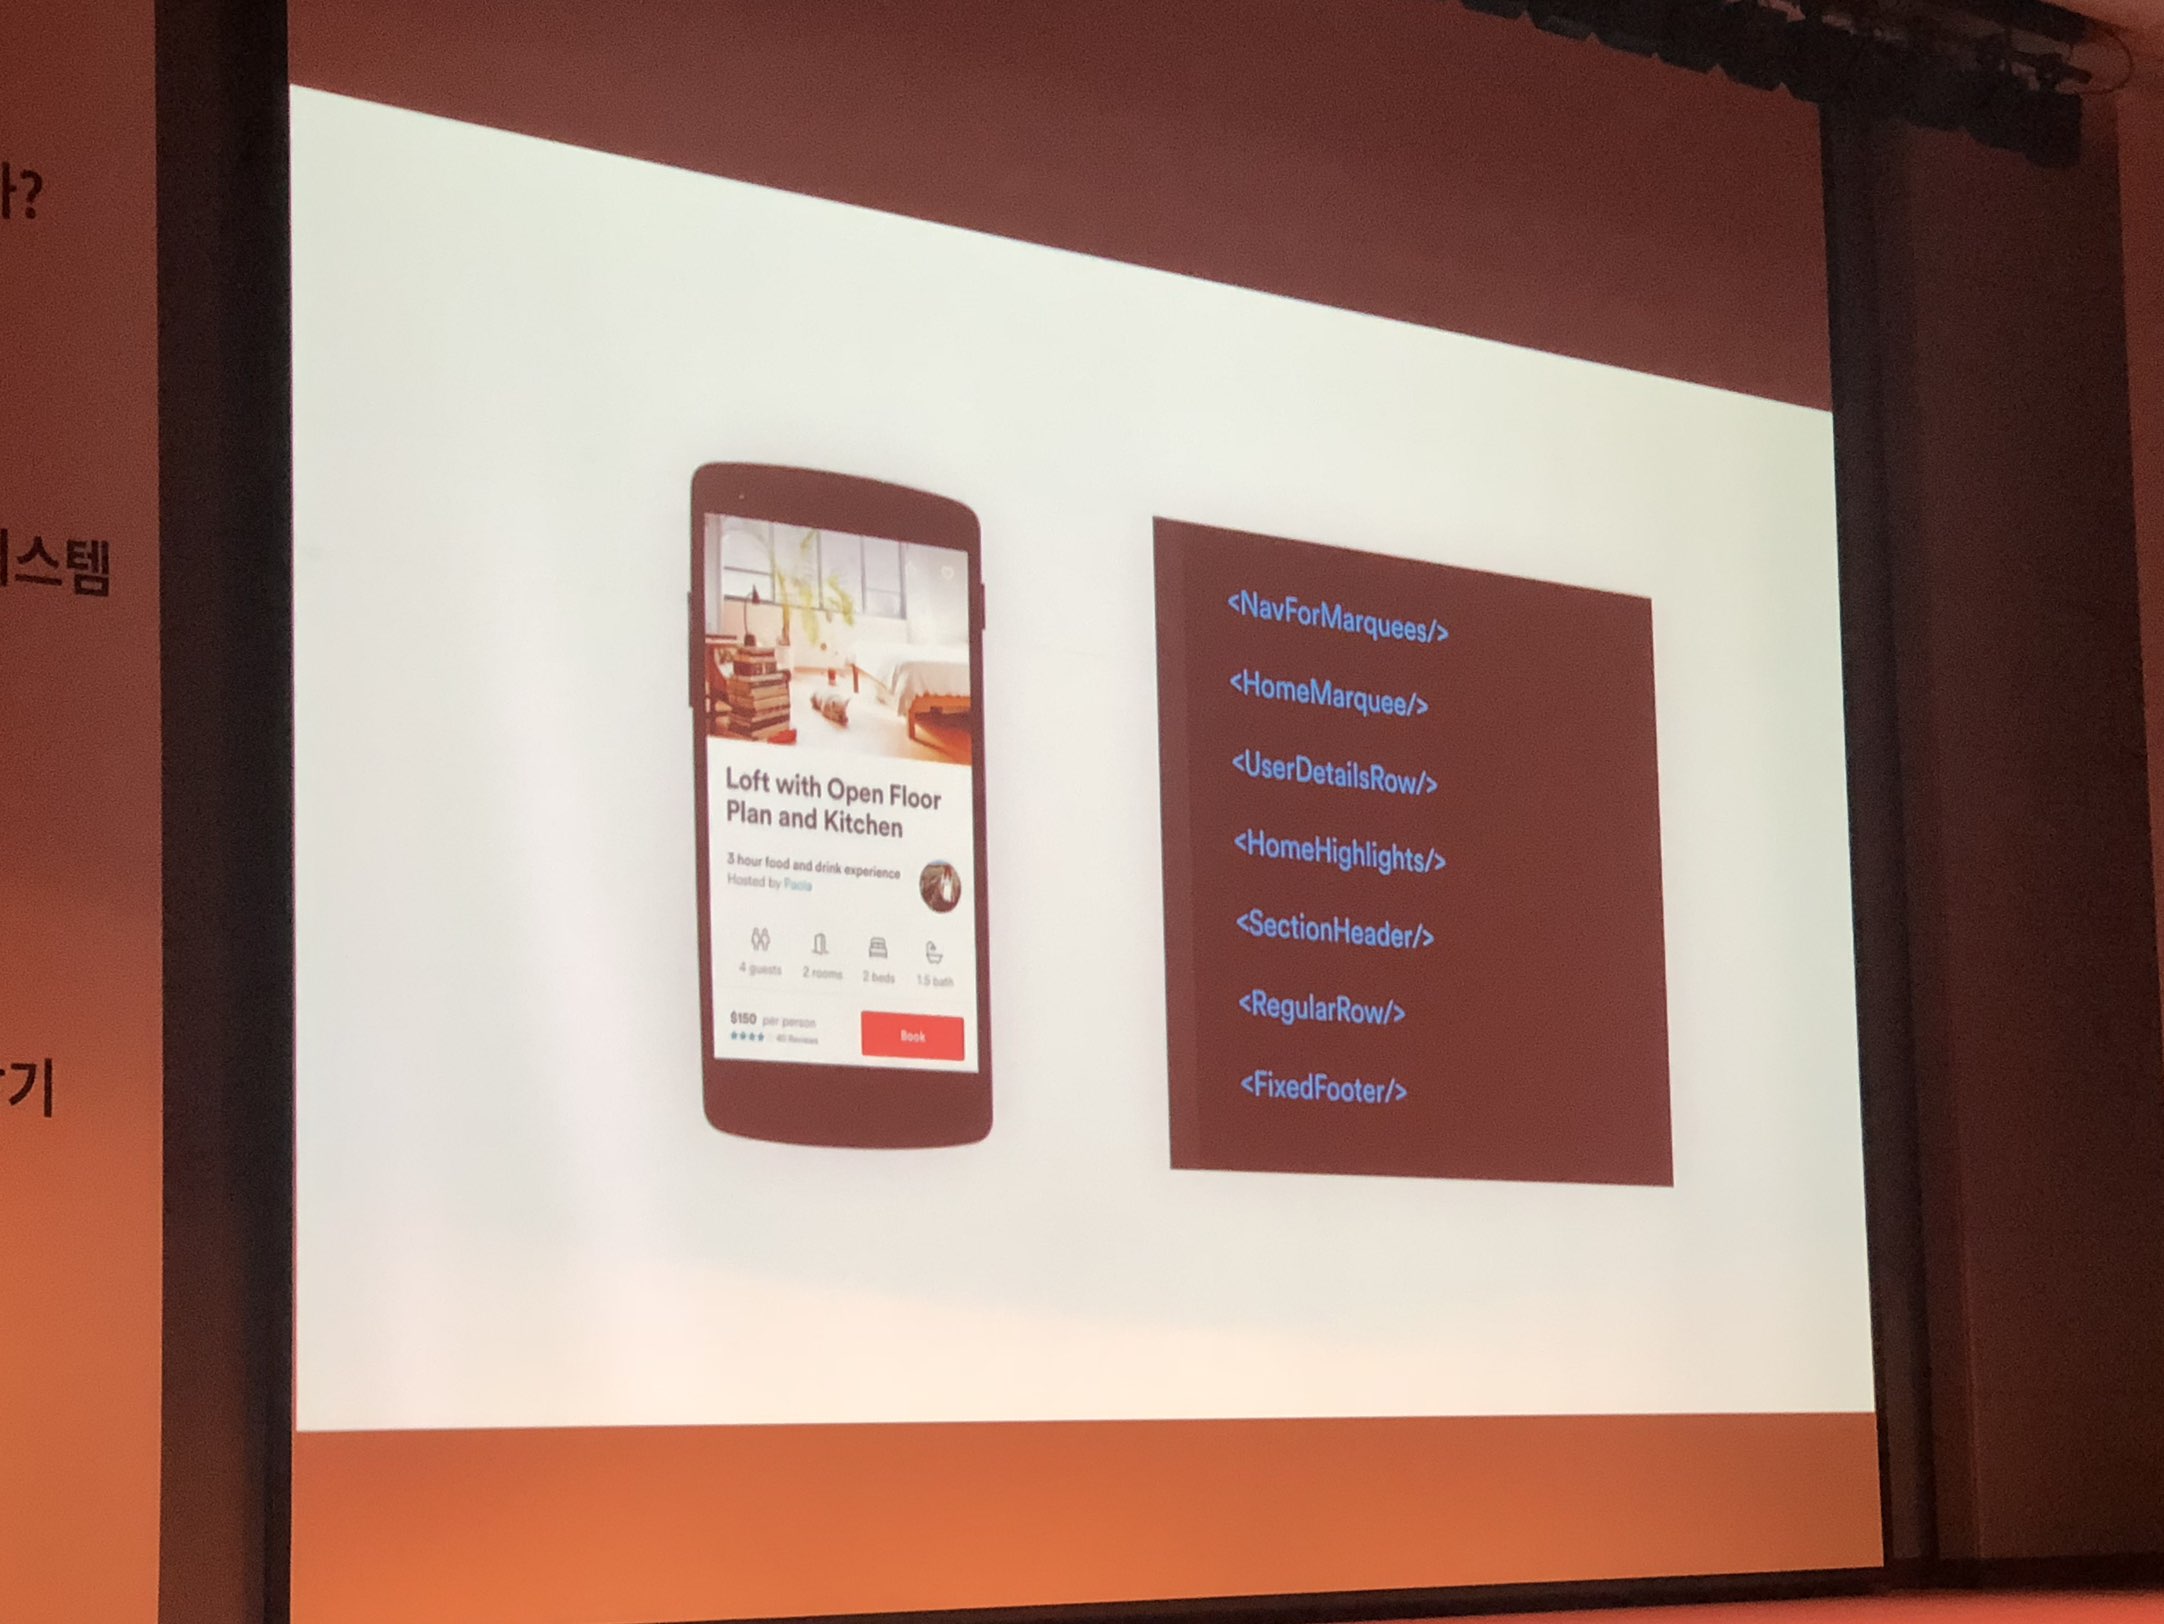 ?
스템
기
Loft with Open Floor
Plan and Kitchen
3 hour food and drink experience
Hosted by Paola
4 guests
2 rooms
2 beds
1.5 bath
$150 per person
40 Reviews
Book
<NavForMarquees/>
<HomeMarquee/>
<UserDetailsRow/>
<HomeHighlights/>
<SectionHeader/>
<RegularRow/>
<FixedFooter/>